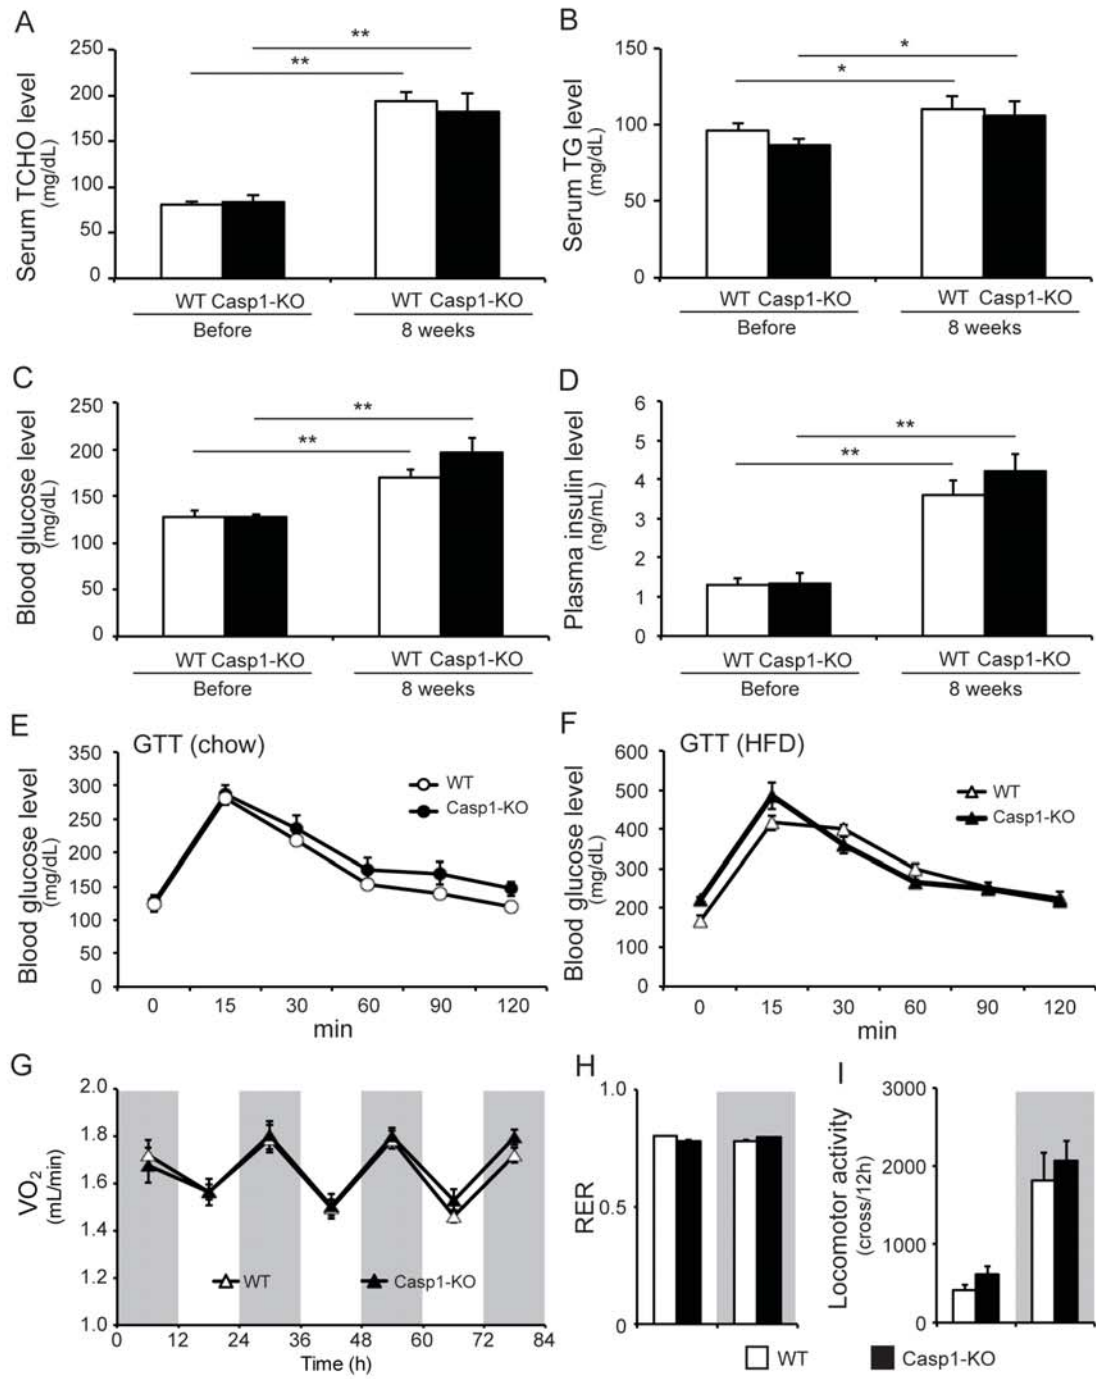 A
Serum TCHO level
(mg/dL)
250
200
150
100
50
0
**
**
WT Casp1-KO
WT Casp1-KO
Before
8 weeks
B
Serum TG level
(mg/dL)
150
100
50
0
*
*
WT Casp1-KO
WT Casp1-KO
Before
8 weeks
C
Blood glucose level
(mg/dL)
250
200
150
100
50
0
**
**
WT Casp1-KO
WT Casp1-KO
Before
8 weeks
D
Plasma insulin level
(ng/mL)
6
5
4
3
2
1
0
**
**
WT Casp1-KO
WT Casp1-KO
Before
8 weeks
E
GTT (chow)
Blood glucose level
(mg/dL)
350
300
250
200
150
100
50
0
WT
Casp1-KO
0 15 30 60 90 120
min
F
GTT (HFD)
Blood glucose level
(mg/dL)
600
500
400
300
200
100
0
WT
Casp1-KO
0 15 30 60 90 120
min
G
VO2
(mL/min)
2.0
1.8
1.6
1.4
1.2
1.0
WT
Casp1-KO
0 12 24 36 48 60 72 84
Time (h)
H
RER
1.0
0.5
0
I
Locomotor activity
(cross/12h)
3000
2000
1000
0
WT
Casp1-KO